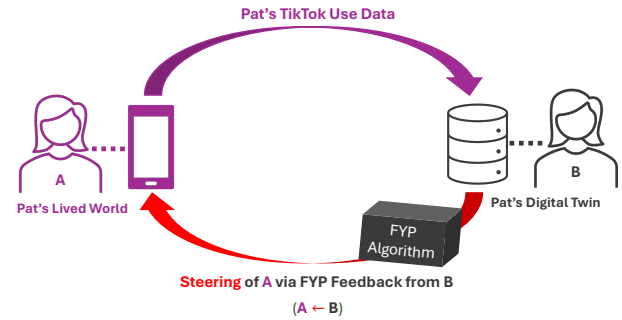 Pat's TikTok Use Data
A
B
Pat's Lived World
Pat's Digital Twin
FYP
Algorithm
Steering of A via FYP Feedback from B
(A ← B)